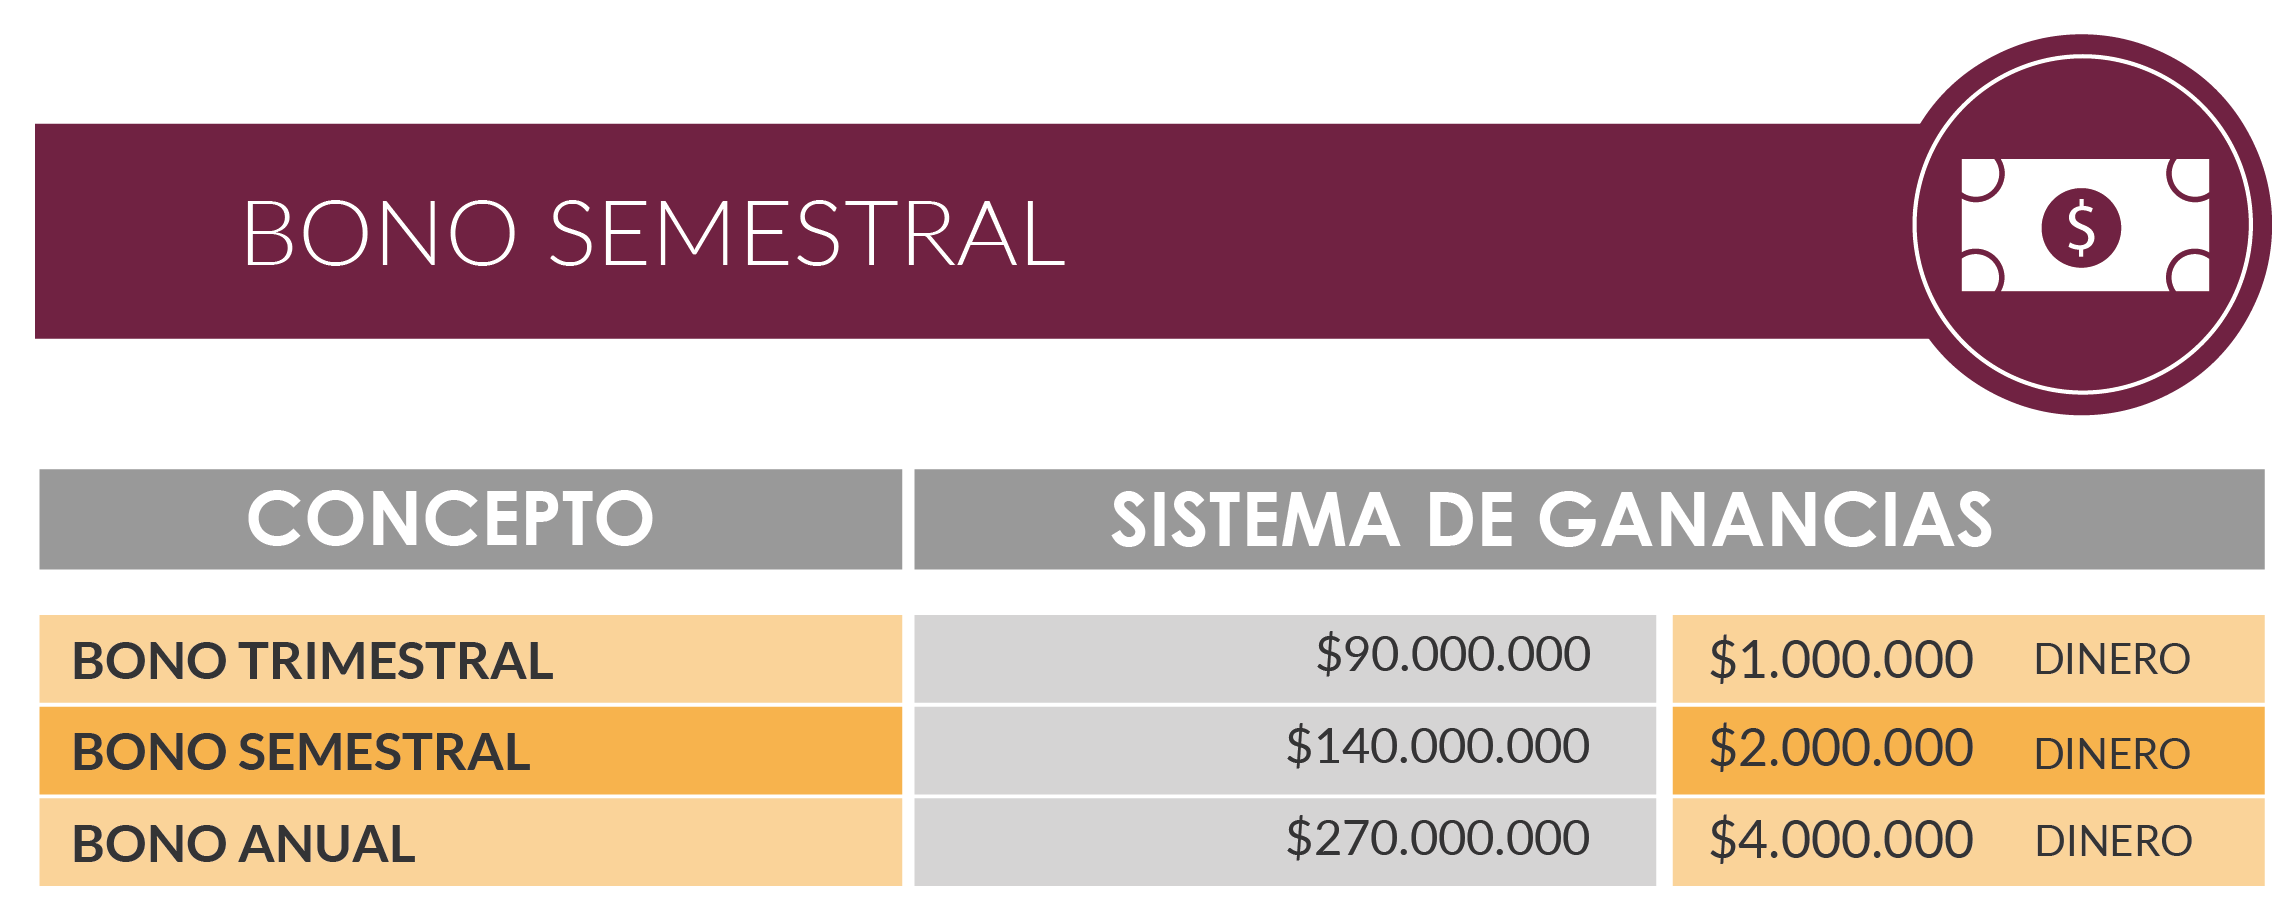 BONO SEMESTRAL
$
CONCEPTO SISTEMA DE GANANCIAS
BONO TRIMESTRAL $90.000.000 $1.000.000 DINERO
BONO SEMESTRAL $140.000.000 $2.000.000 DINERO
BONO ANUAL $270.000.000 $4.000.000 DINERO